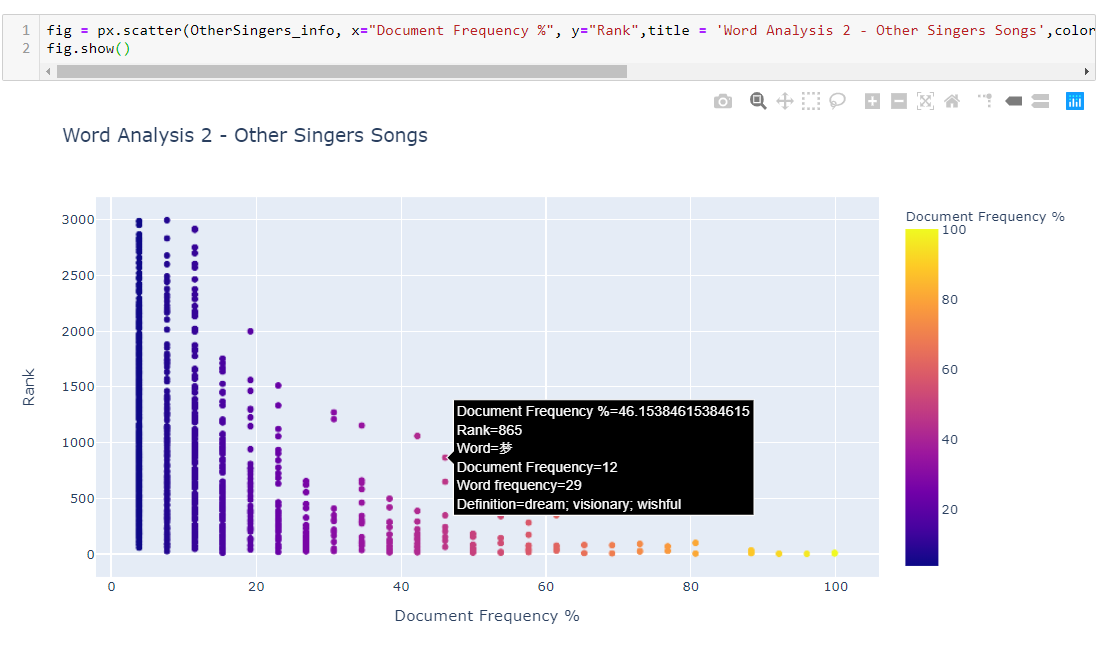 1 fig = px.scatter(OtherSingers_info, x="Document Frequency %", y="Rank",title = 'Word Analysis 2 - Other Singers Songs',color
2 fig.show()
Word Analysis 2 - Other Singers Songs
Document Frequency %
3000
2500
2000
1500
1000
500
0
Rank
Document Frequency %=46.15384615384615
Rank=865
Word=梦
Document Frequency=12
Word frequency=29
Definition=dream; visionary; wishful
100
80
60
40
20
0
20
40
60
80
100
Document Frequency %